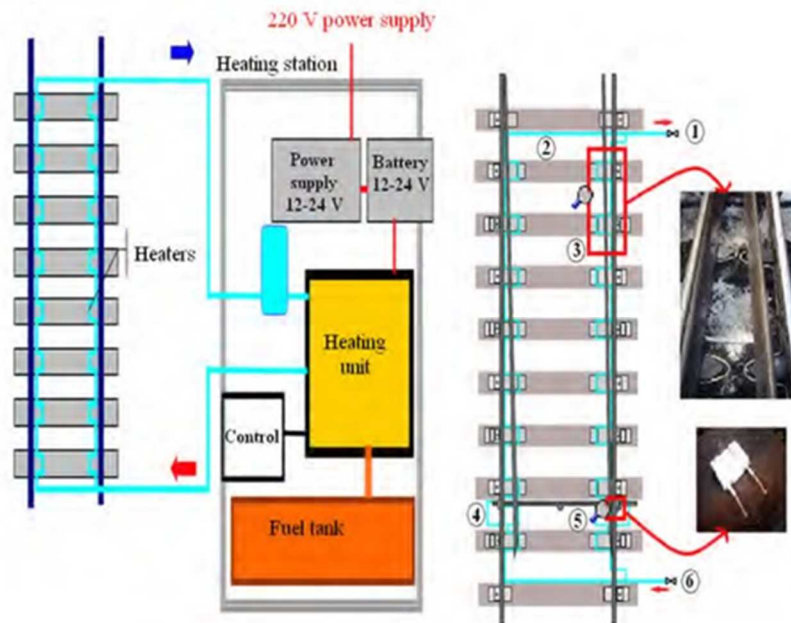 220 V power supply
Heating station
Power
supply
12-24 V
Battery
12-24 V
Heaters
Heating
unit
Control
Fuel tank
1
2
3
4
5
6